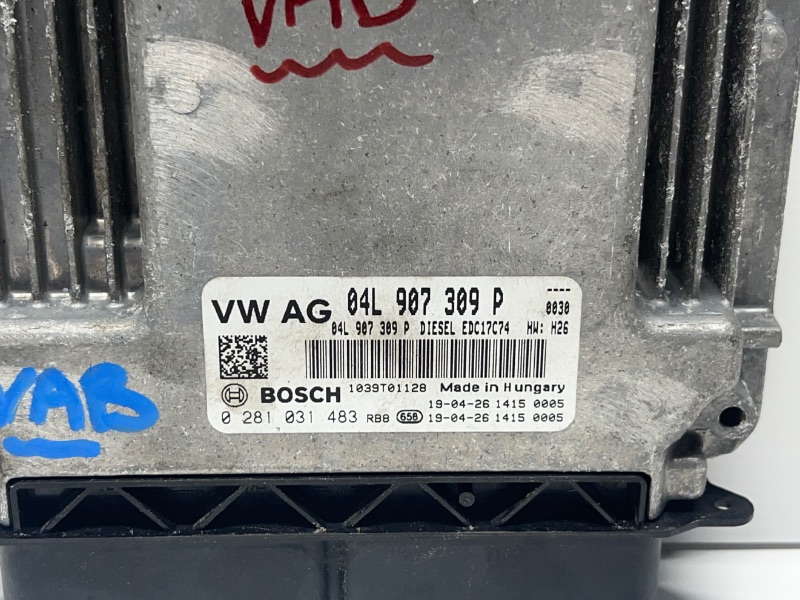 VAB
VW AG 04L 907 309 P ----
0030
04L 907 309 P DIESEL EDC17C74 HW: H26
BOSCH 1039T01128 Made in Hungary
19-04-26 1415 0005
0 281 031 483 RBB 658 19-04-26 1415 0005
VAB